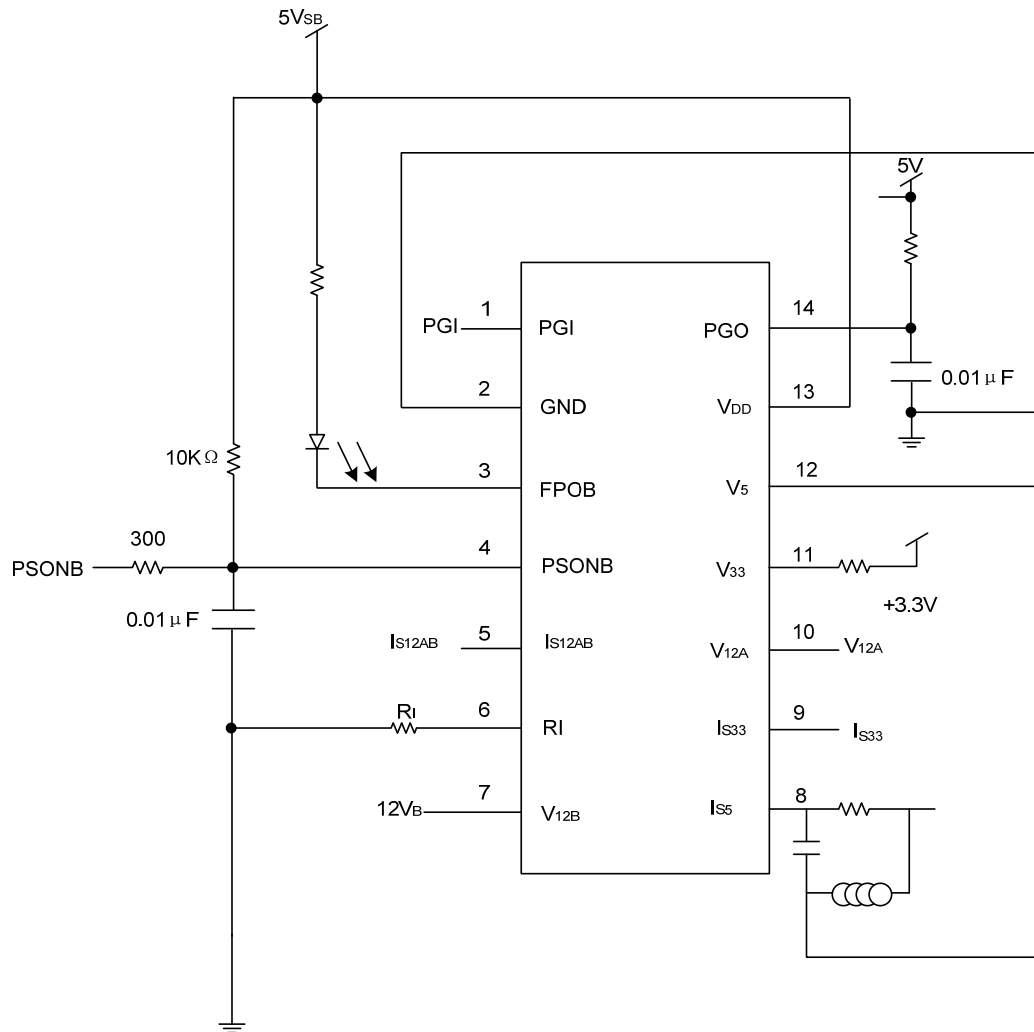 5VSB
5V
1
14
PGI
PGI
PGO
0.01μF
2
13
GND
VDD
10KΩ
3
12
FPOB
V5
300
4
11
PSONB
PSONB
V33
+3.3V
0.01μF
5
10
IS12AB
IS12AB
V12A
V12A
RI
6
9
RI
IS33
IS33
7
8
12VB
V12B
IS5